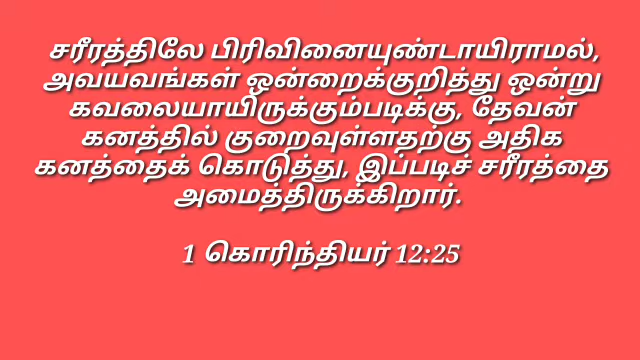 சரீரத்திலே பிரிவினையுண்டாயிராமல்,
அவயவங்கள் ஒன்றைக்குறித்து ஒன்று
கவலையாயிருக்கும்படிக்கு, தேவன்
கனத்தில் குறைவுள்ளதற்கு அதிக
கனத்தைக் கொடுத்து, இப்படிச் சரீரத்தை
அமைத்திருக்கிறார்.
1 கொரிந்தியர் 12:25